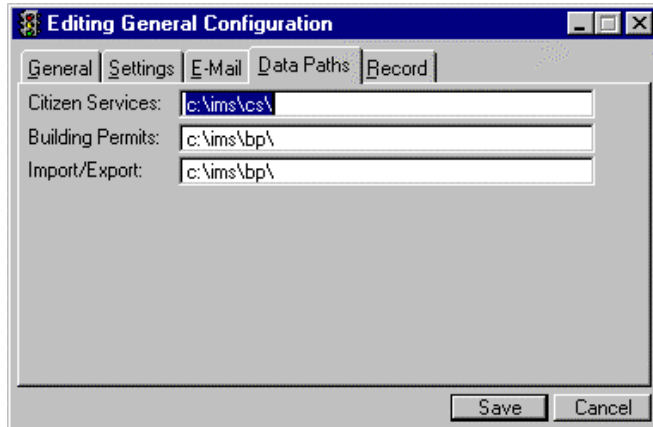 Editing General Configuration
General Settings E-Mail Data Paths Record
Citizen Services: c:\ims\cs\
Building Permits: c:\ims\bp\
Import/Export: c:\ims\bp\
Save Cancel